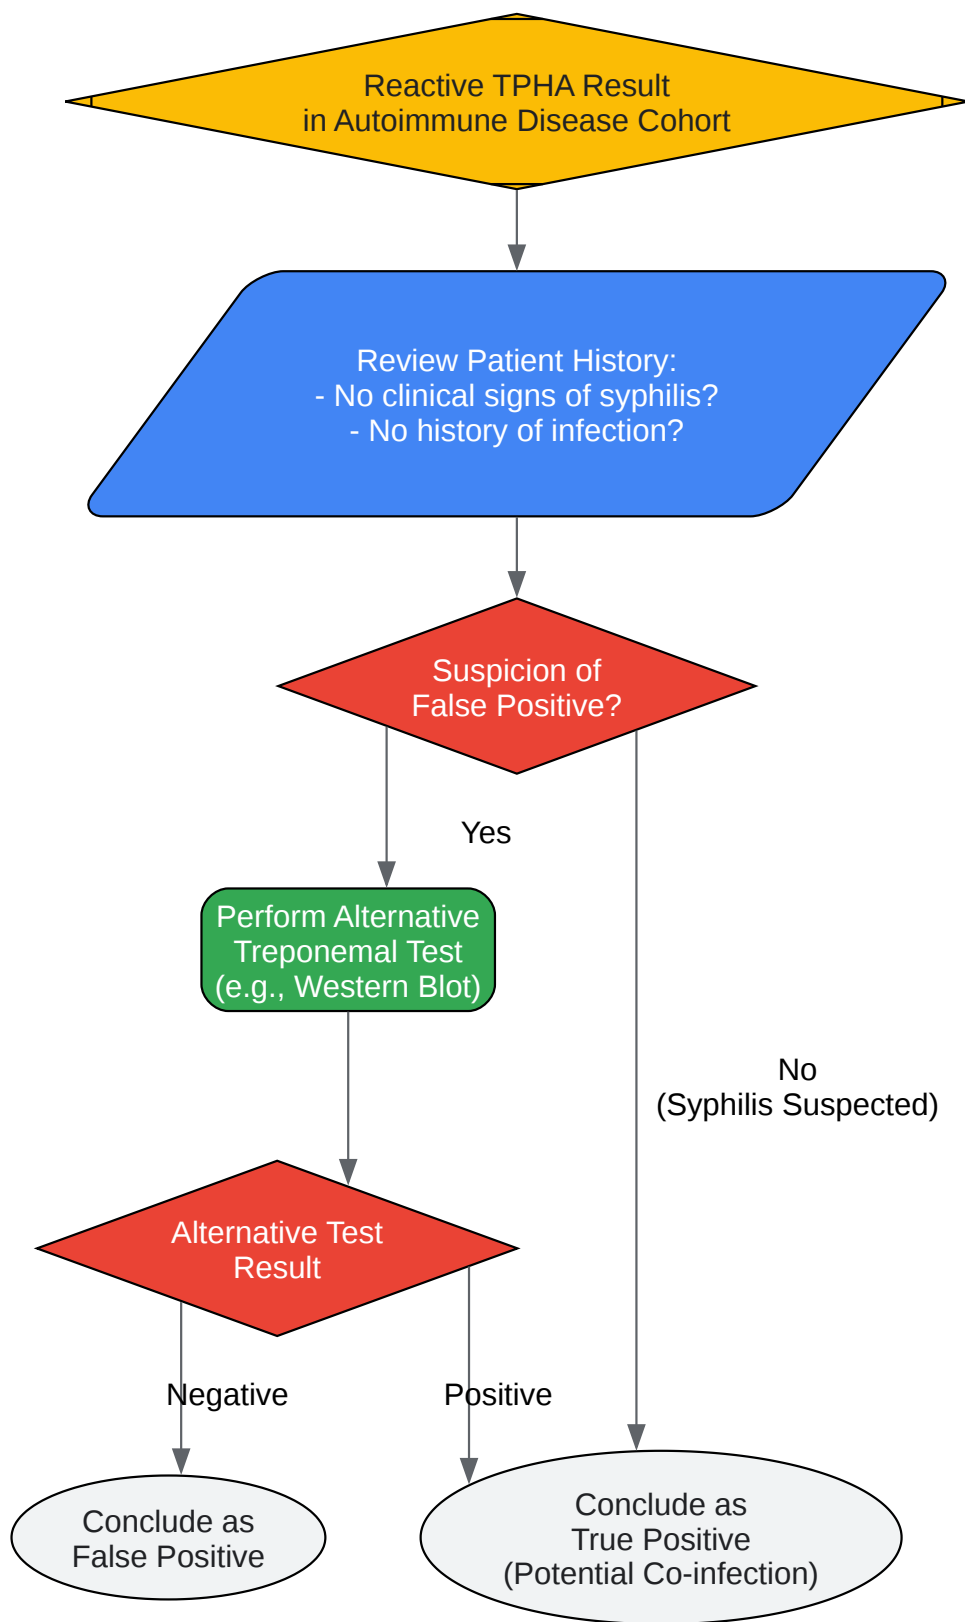 Reactive TPHA Result
in Autoimmune Disease Cohort
Review Patient History:
- No clinical signs of syphilis?
- No history of infection?
Suspicion of
False Positive?
Yes
Perform Alternative
Treponemal Test
(e.g., Western Blot)
No
(Syphilis Suspected)
Alternative Test
Result
Negative
Positive
Conclude as
False Positive
Conclude as
True Positive
(Potential Co-infection)